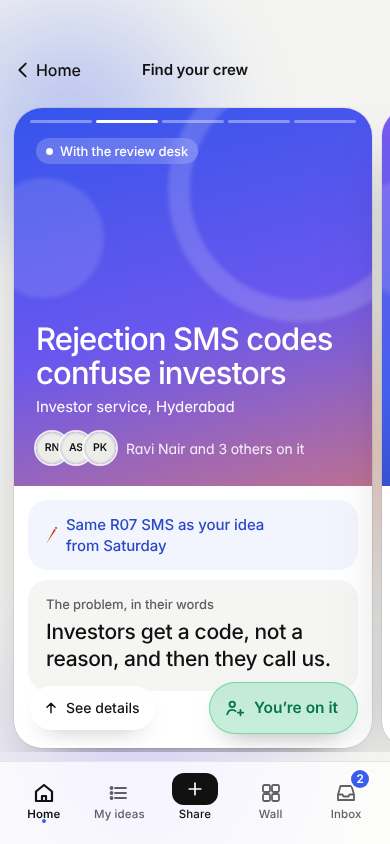 Home
Find your crew
With the review desk
Rejection SMS codes
confuse investors
Investor service, Hyderabad
RN AS PK
Ravi Nair and 3 others on it
Same R07 SMS as your idea
from Saturday
The problem, in their words
Investors get a code, not a
reason, and then they call us.
See details
You're on it
2
Home
My ideas
Share
Wall
Inbox